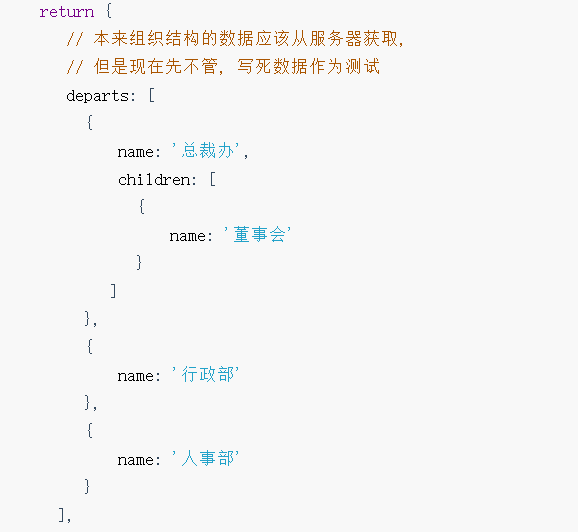 return {
// 本来组织结构的数据应该从服务器获取,
// 但是现在先不管, 写死数据作为测试
departs: [
{
name: '总裁办',
children: [
{
name: '董事会'
}
]
},
{
name: '行政部'
},
{
name: '人事部'
}
],